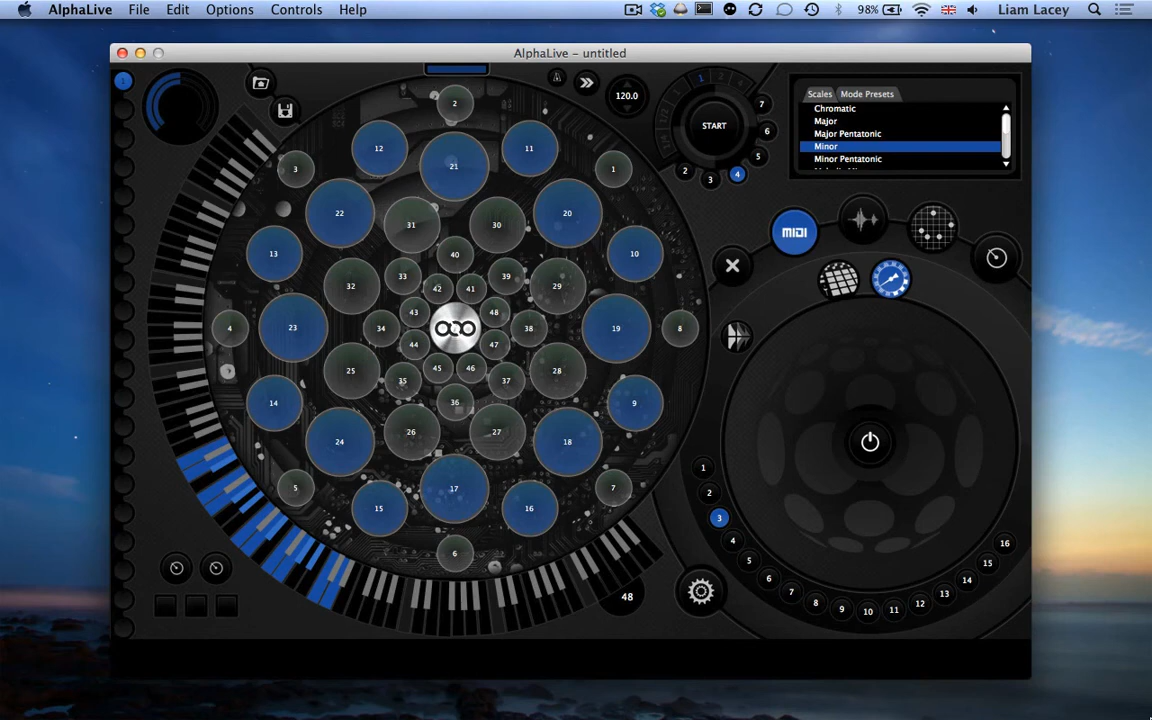 AlphaLive File Edit Options Controls Help 98% Liam Lacey
AlphaLive – untitled
1
120.0
START
1 2
7
6
5
4
3
2
Scales Mode Presets
Chromatic
Major
Major Pentatonic
Minor
Minor Pentatonic
2
12 11
3 21 1
22 20
31 30
13 40 10
33 39
32 42 41 29
43 48
4 23 34 38 19 8
44 47
25 45 46 28
35 37
14 36 9
26 27
24 18
5 17 7
15 16
6
48
MIDI
1
2
3
4
5
6
7
8
9
10
11
12
13
14
15
16